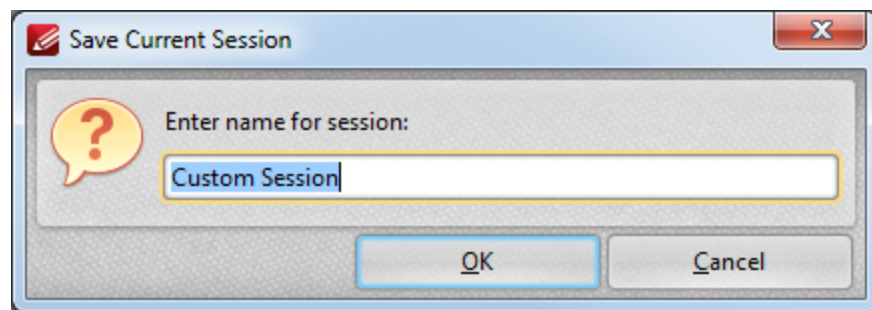 Save Current Session
Enter name for session:
Custom Session
OK
Cancel